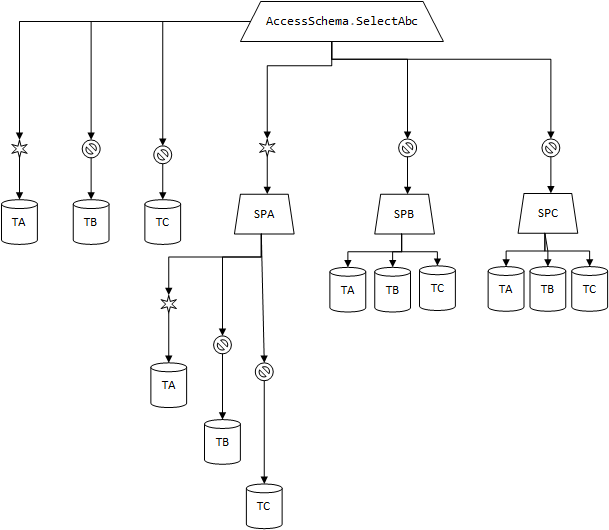 AccessSchema.SelectAbc
TA
TB
TC
SPA
SPB
SPC
TA
TB
TC
TA
TB
TC
TA
TB
TC